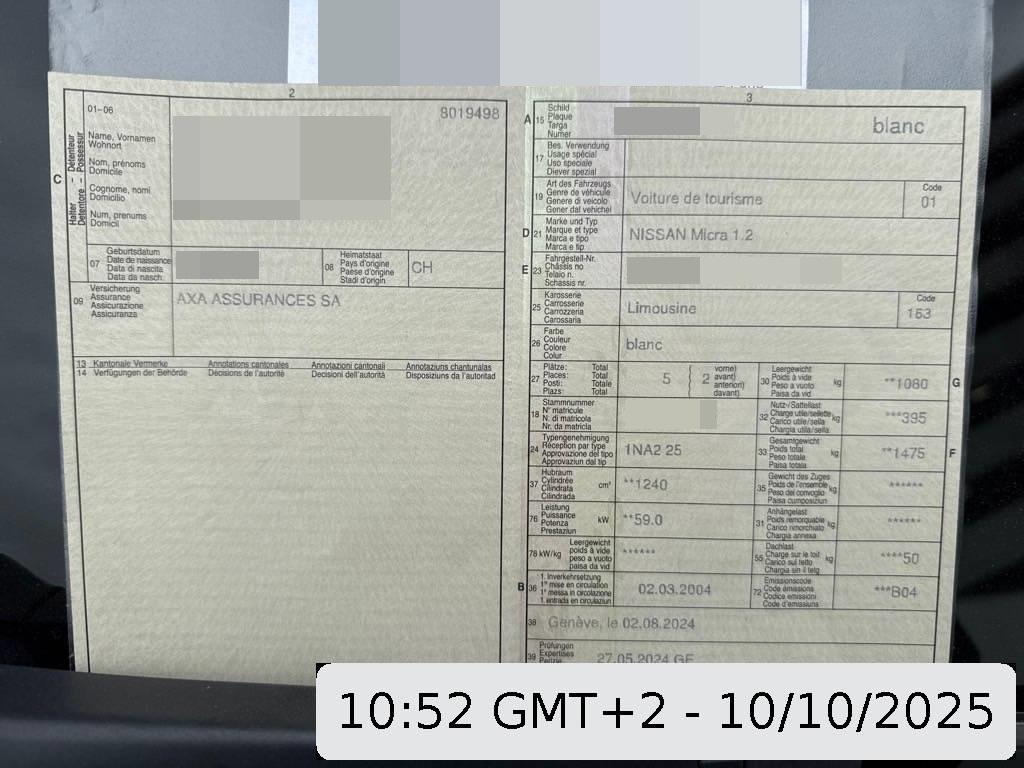 2
01-06
8019498
Halter – Détenteur
Detentore – Possessur
C
Name, Vornamen
Wohnort
Nom, prénoms
Domicile
Cognome, nomi
Domicilio
Num, prenums
Domicil
07
Geburtsdatum
Date de naissance
Data di nascita
Data da nasch.
08
Heimatstaat
Pays d'origine
Paese d'origine
Stadi d'origin
CH
09
Versicherung
Assurance
Assicurazione
Assicuranza
AXA ASSURANCES SA
13 Kantonale Vermerke Annotations cantonales Annotazioni cantonali Annotaziuns chantunalas
14 Verfügungen der Behörde Décisions de l'autorité Decisioni dell'autorità Disposiziuns da l'autoritad
3
A 15
Schild
Plaque
Targa
Numer
blanc
17
Bes. Verwendung
Usage spécial
Uso speciale
Diever spezial
19
Art des Fahrzeugs
Genre de véhicule
Genere di veicolo
Gener dal vehichel
Voiture de tourisme
Code
01
D 21
Marke und Typ
Marque et type
Marca e tipo
Marca e tip
NISSAN Micra 1.2
E 23
Fahrgestell-Nr.
Châssis no
Telaio n.
Schassis nr.
25
Karosserie
Carrosserie
Carrozzeria
Carossaria
Limousine
Code
153
26
Farbe
Couleur
Colore
Colur
blanc
27
Plätze: Total
Places: Total
Posti: Totale
Plazs: Total
5
2
vorne)
avant)
anteriori)
davant)
30
Leergewicht
Poids à vide
Peso a vuoto
Paisa da vid
kg
**1080
G
18
Stammnummer
N° matricule
N. di matricola
Nr. da matricla
32
Nutz-/Sattellast
Charge utile/sellette
Carico utile/sella
Chargia utila/sella
kg
***395
24
Typengenehmigung
Réception par type
Approvazione del tipo
Approvaziun dal tip
1NA2 25
33
Gesamtgewicht
Poids total
Peso totale
Paisa totala
kg
**1475
F
37
Hubraum
Cylindrée
Cilindrata
Cilindrada
cm³
**1240
35
Gewicht des Zuges
Poids de l'ensemble
Peso del convoglio
Paisa cumposiziun
kg
******
76
Leistung
Puissance
Potenza
Prestaziun
kW
**59.0
31
Anhängelast
Poids remorquable
Carico rimorchiato
Chargia annexa
kg
******
78 kW/kg
Leergewicht
poids à vide
peso a vuoto
paisa da vid
******
55
Dachlast
Charge sur le toit
Carico sul tetto
Chargia sin il tetg
kg
****50
B 36
1. Inverkehrsetzung
1re mise en circulation
1a messa in circolazione
1. entrada en circulaziun
02.03.2004
72
Emissionscode
Code émissions
Codice emissioni
Code d'emissiuns
***B04
38
Genève, le 02.08.2024
39
Prüfungen
Expertises
Perizie
27.05.2024 GE
10:52 GMT+2 - 10/10/2025